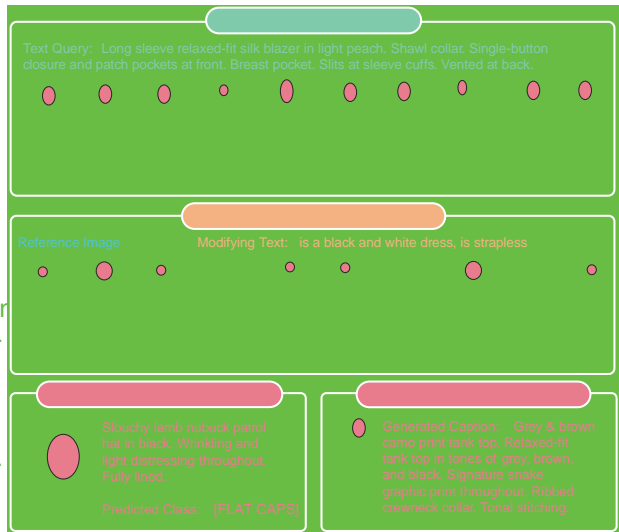 Text Query: Long sleeve relaxed-fit silk blazer in light peach. Shawl collar. Single-button
closure and patch pockets at front. Breast pocket. Slits at sleeve cuffs. Vented at back.
Reference Image
Modifying Text: is a black and white dress, is strapless
Slouchy lamb nubuck patrol
hat in black. Wrinkling and
light distressing throughout.
Fully lined.
Predicted Class: [FLAT CAPS]
Generated Caption: Grey & brown
camo print tank top. Relaxed-fit
tank top in tones of grey, brown,
and black. Signature snake
graphic print throughout. Ribbed
crewneck collar. Tonal stitching.